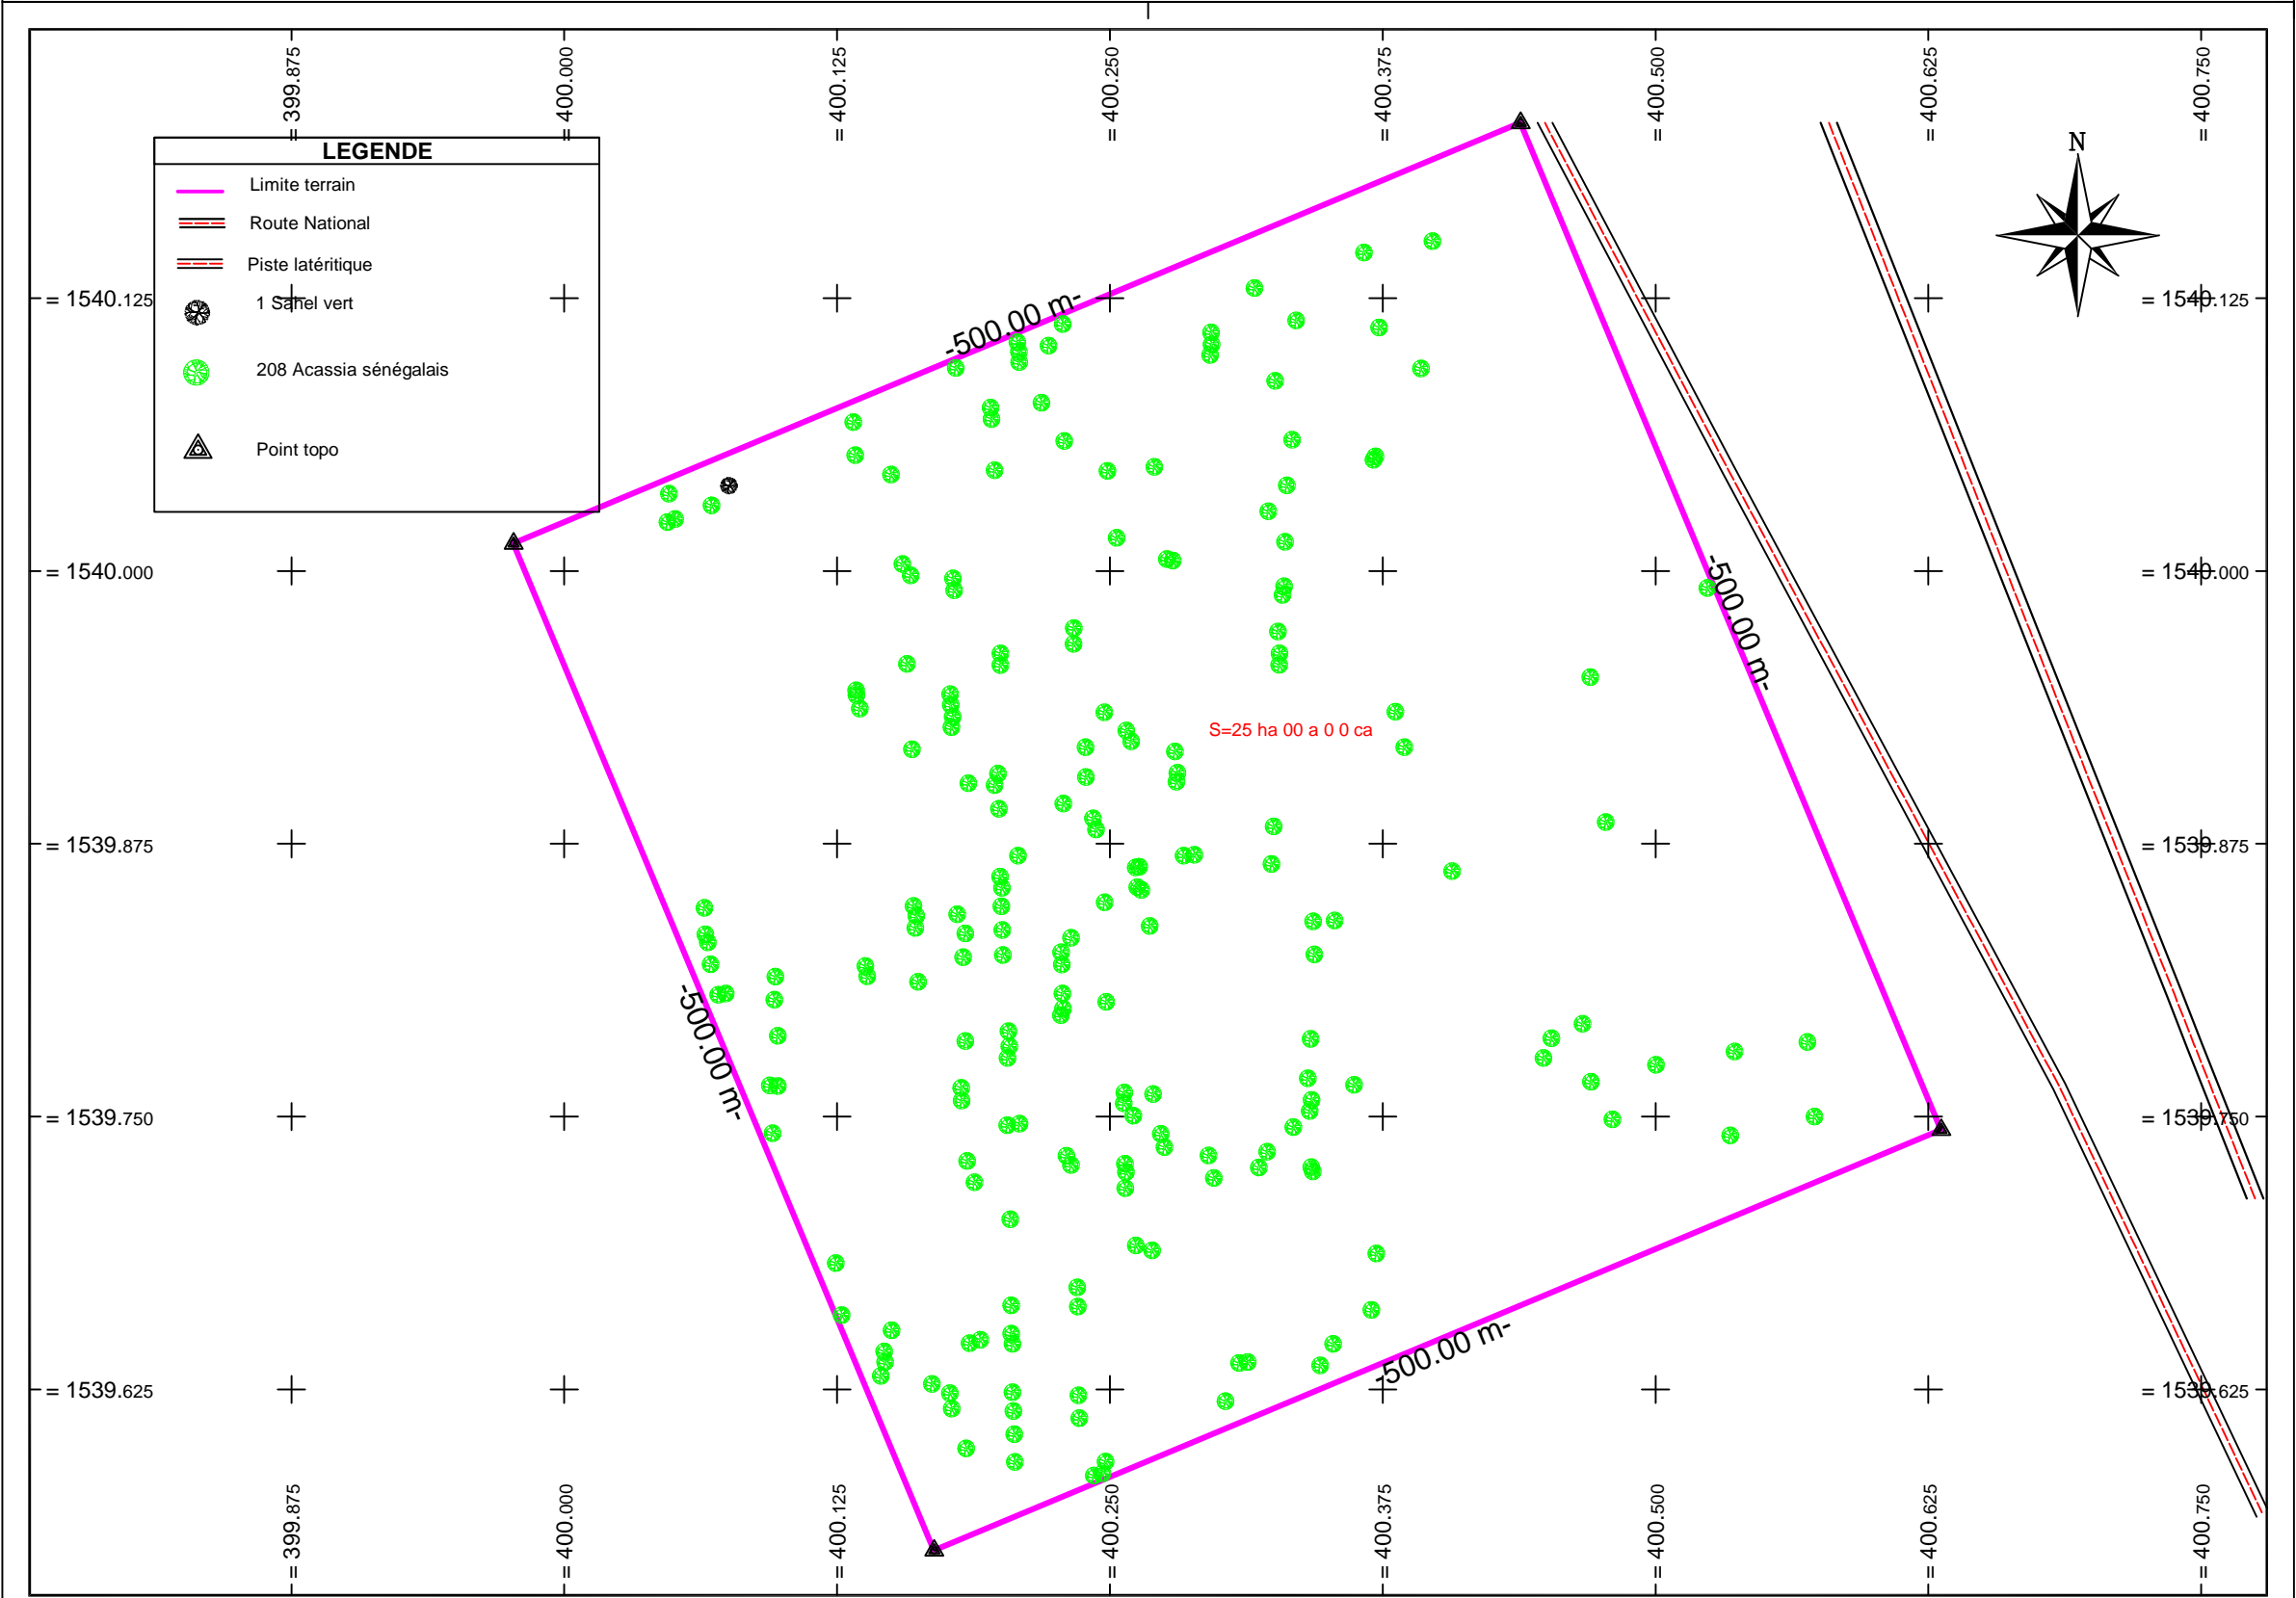 = 399.875
= 400.000
= 400.125
= 400.250
= 400.375
= 400.500
= 400.625
= 400.750
LEGENDE
Limite terrain
Route National
Piste latéritique
1 Sahel vert
208 Acassia sénégalais
Point topo
N
= 1540.125
= 1540.125
-500.00 m-
= 1540.000
= 1540.000
-500.00 m-
S=25 ha 00 a 0 0 ca
= 1539.875
= 1539.875
-500.00 m-
= 1539.750
= 1539.750
-500.00 m-
= 1539.625
= 1539.625
= 399.875
= 400.000
= 400.125
= 400.250
= 400.375
= 400.500
= 400.625
= 400.750